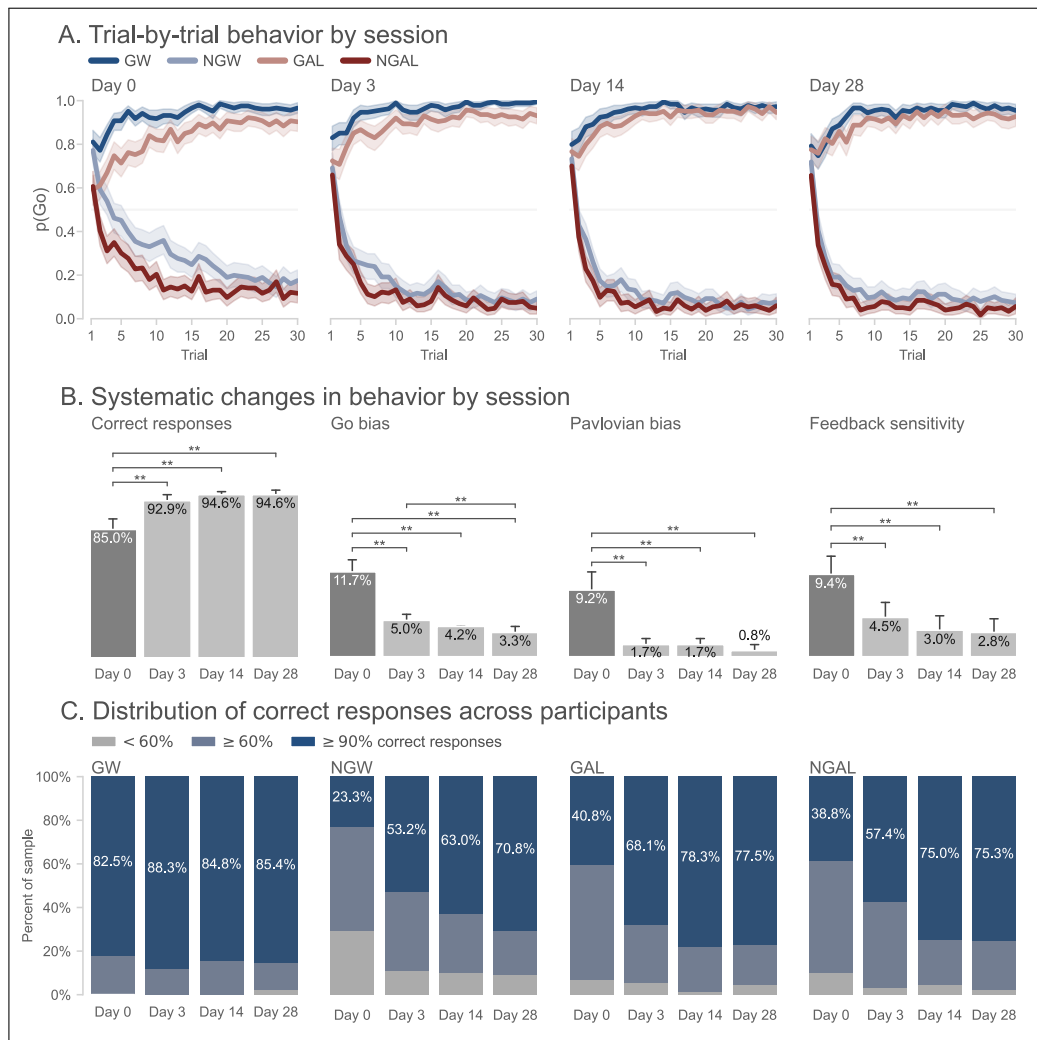 A. Trial-by-trial behavior by session
GW NGW GAL NGAL
Day 0 Day 3 Day 14 Day 28
p(Go)
1.0
0.8
0.6
0.4
0.2
0.0
1 5 10 15 20 25 30 1 5 10 15 20 25 30 1 5 10 15 20 25 30 1 5 10 15 20 25 30
Trial Trial Trial Trial
B. Systematic changes in behavior by session
Correct responses Go bias Pavlovian bias Feedback sensitivity
**
**
**
85.0% 92.9% 94.6% 94.6%
Day 0 Day 3 Day 14 Day 28
**
**
**
**
11.7% 5.0% 4.2% 3.3%
Day 0 Day 3 Day 14 Day 28
**
**
**
9.2% 1.7% 1.7% 0.8%
Day 0 Day 3 Day 14 Day 28
**
**
**
9.4% 4.5% 3.0% 2.8%
Day 0 Day 3 Day 14 Day 28
C. Distribution of correct responses across participants
< 60% ≥ 60% ≥ 90% correct responses
GW NGW GAL NGAL
Percent of sample
100%
80%
60%
40%
20%
0%
82.5% 88.3% 84.8% 85.4%
Day 0 Day 3 Day 14 Day 28
23.3% 53.2% 63.0% 70.8%
Day 0 Day 3 Day 14 Day 28
40.8% 68.1% 78.3% 77.5%
Day 0 Day 3 Day 14 Day 28
38.8% 57.4% 75.0% 75.3%
Day 0 Day 3 Day 14 Day 28